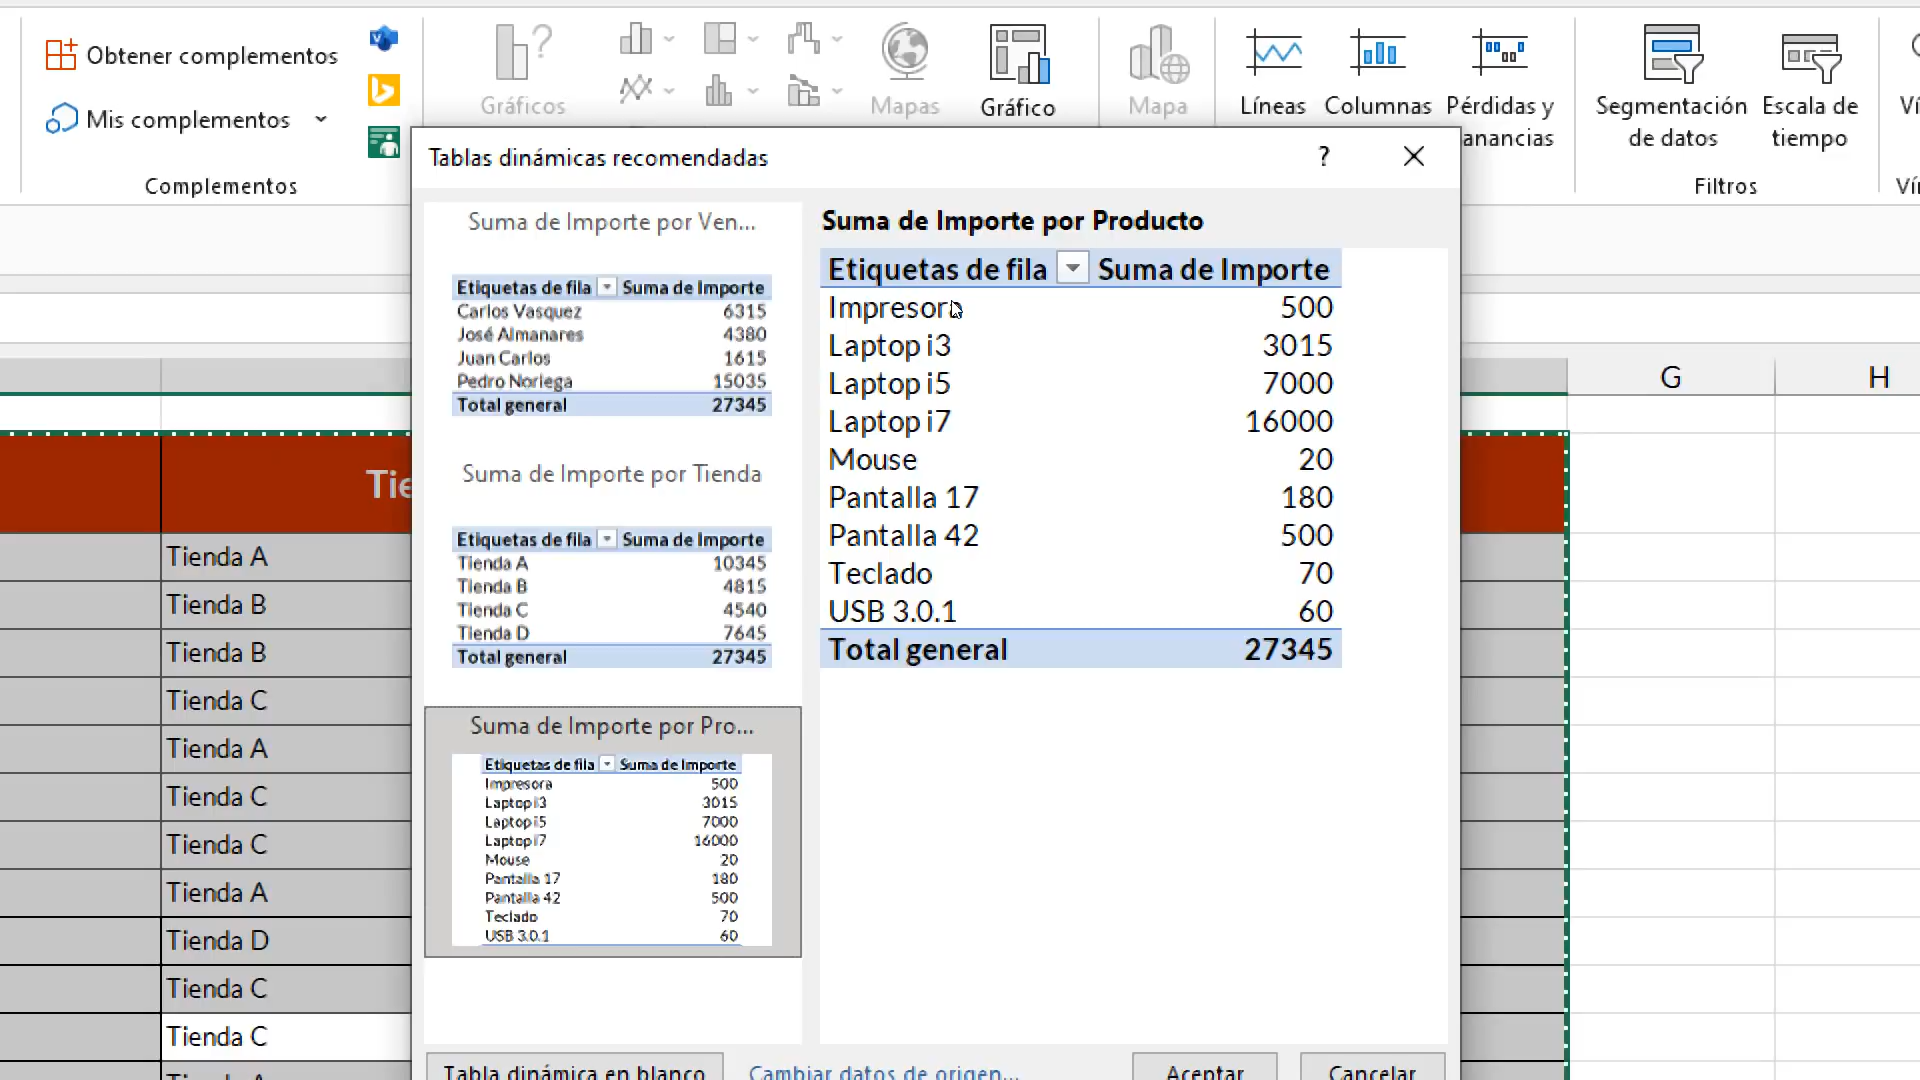 Obtener complementos
Mis complementos
Complementos
Gráficos
Mapas
Gráfico
Mapa
Líneas
Columnas
Pérdidas y
anancias
Segmentación
de datos
Escala de
tiempo
Filtros
Tablas dinámicas recomendadas
?
Suma de Importe por Ven...
Etiquetas de fila Suma de Importe
Carlos Vasquez 6315
José Almanares 4380
Juan Carlos 1615
Pedro Noriega 15035
Total general 27345
Suma de Importe por Tienda
Etiquetas de fila Suma de Importe
Tienda A 10345
Tienda B 4815
Tienda C 4540
Tienda D 7645
Total general 27345
Suma de Importe por Pro...
Etiquetas de fila Suma de Importe
Impresora 500
Laptop i3 3015
Laptop i5 7000
Laptop i7 16000
Mouse 20
Pantalla 17 180
Pantalla 42 500
Teclado 70
USB 3.0.1 60
Suma de Importe por Producto
Etiquetas de fila Suma de Importe
Impresora 500
Laptop i3 3015
Laptop i5 7000
Laptop i7 16000
Mouse 20
Pantalla 17 180
Pantalla 42 500
Teclado 70
USB 3.0.1 60
Total general 27345
Tabla dinámica en blanco
Cambiar datos de origen...
Aceptar
Cancelar
G
H
Tie
Tienda A
Tienda B
Tienda B
Tienda C
Tienda A
Tienda C
Tienda C
Tienda A
Tienda D
Tienda C
Tienda C